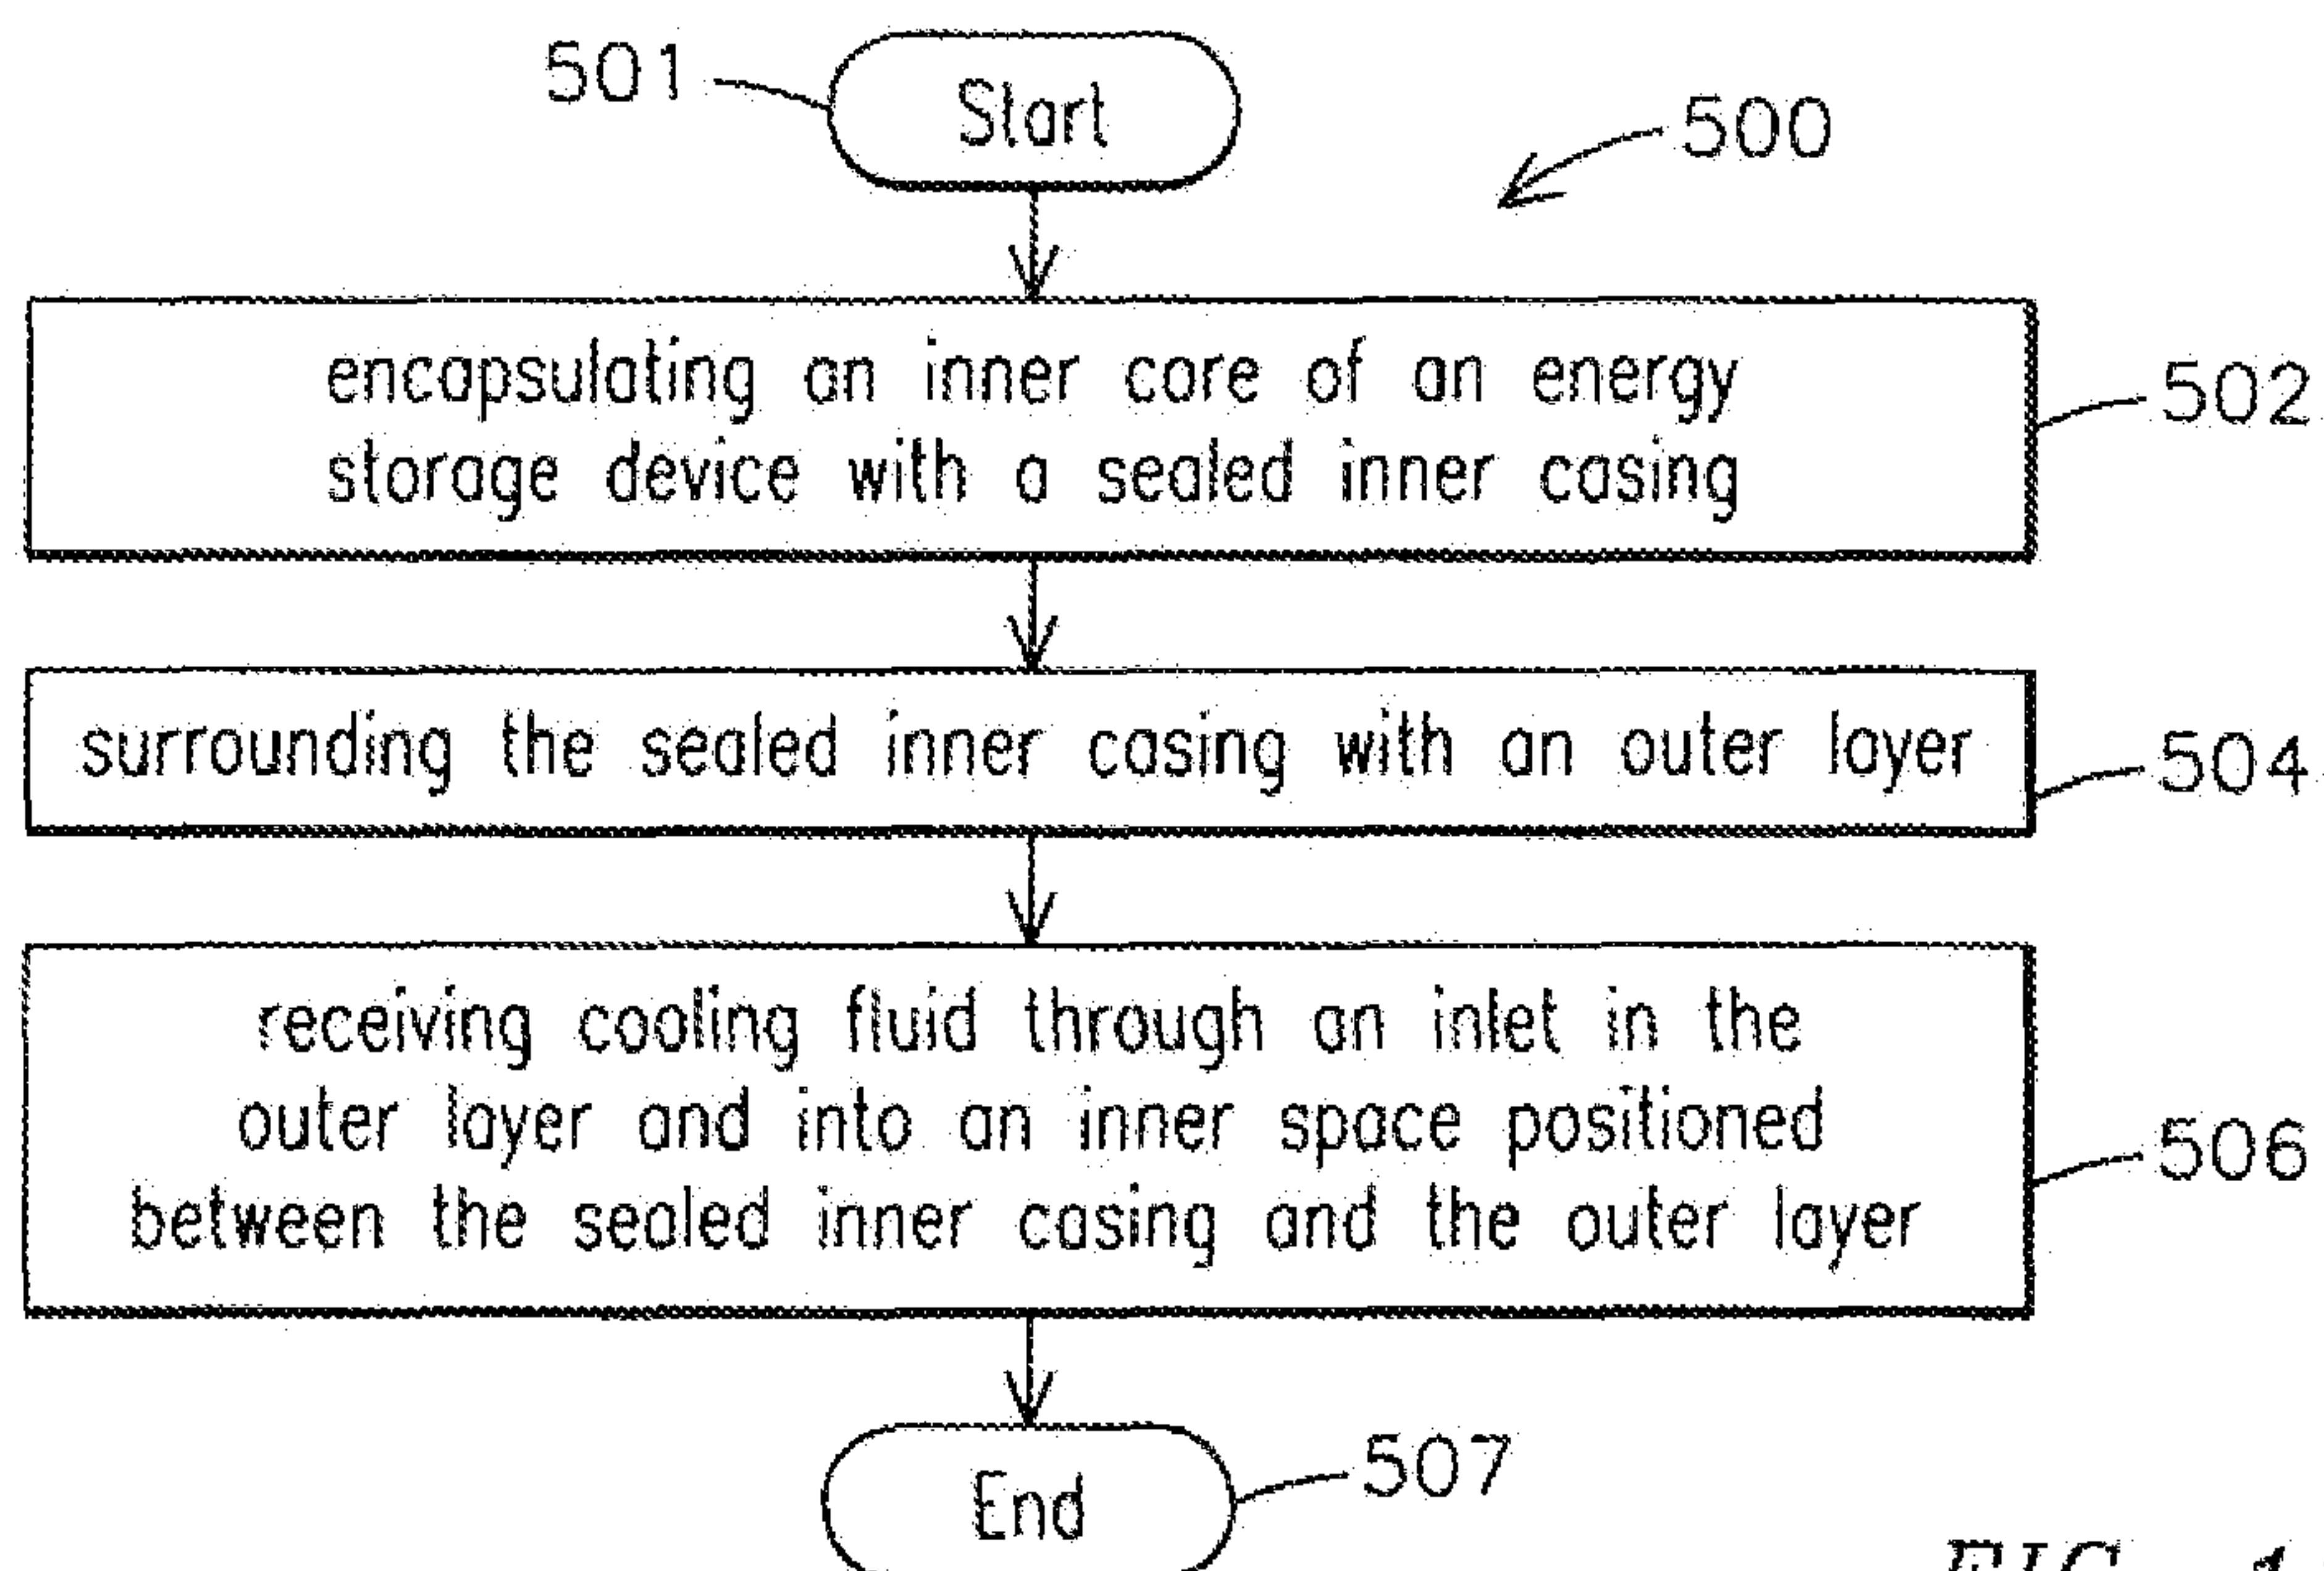 501
Start
500
encapsulating an inner core of an energy
storage device with a sealed inner casing
502
surrounding the sealed inner casing with an outer layer
504
receiving cooling fluid through an inlet in the
outer layer and into an inner space positioned
between the sealed inner casing and the outer layer
506
End
507
FIG.